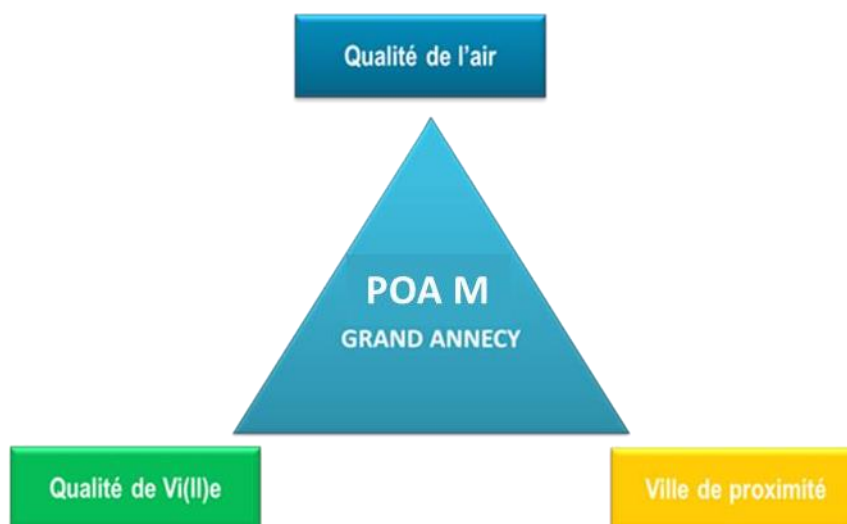 Qualité de l'air
POA M
GRAND ANNECY
Qualité de Vi(ll)e
Ville de proximité